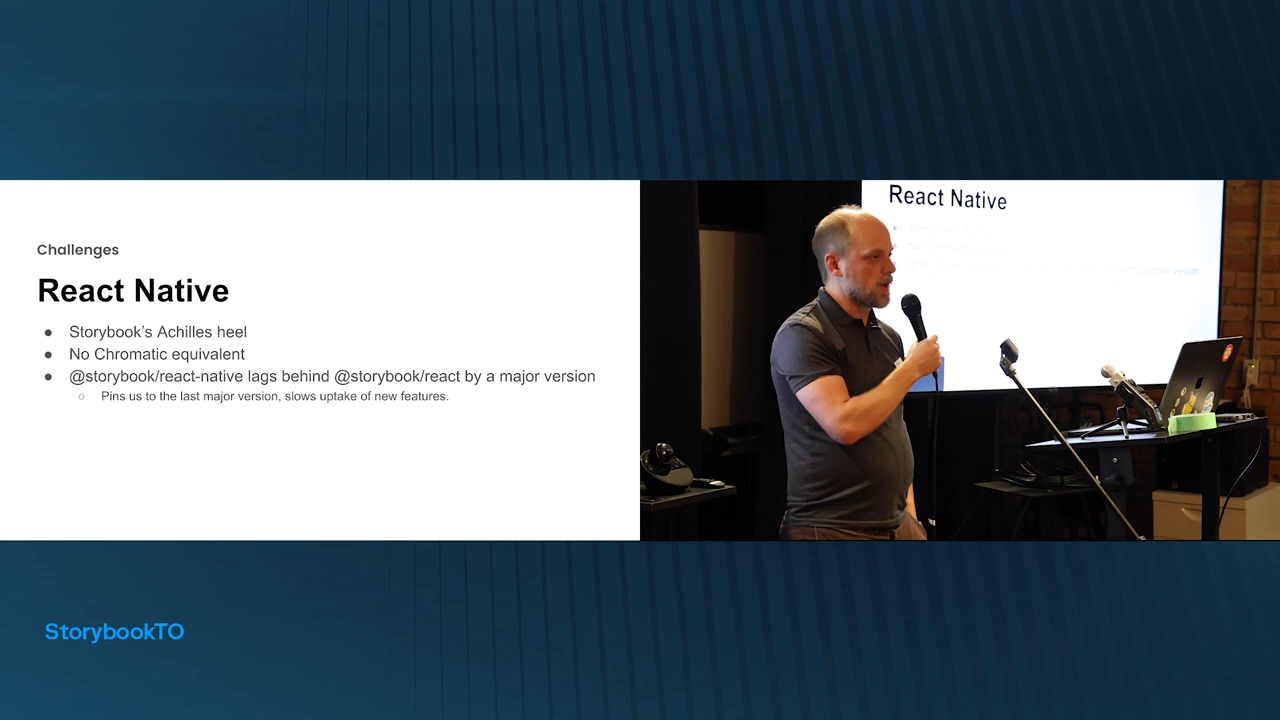 Challenges
React Native
● Storybook's Achilles heel
● No Chromatic equivalent
● @storybook/react-native lags behind @storybook/react by a major version
○ Pins us to the last major version, slows uptake of new features.
React Native
StorybookTO